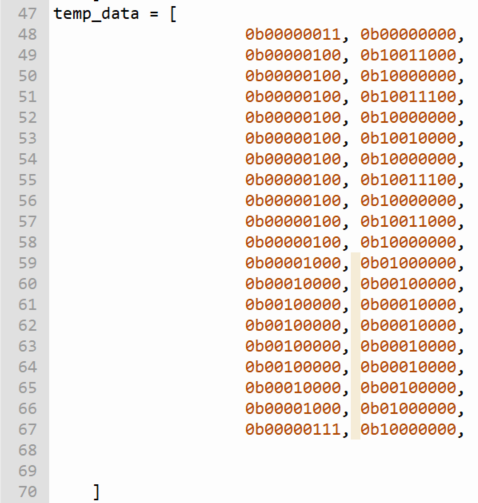 47 temp_data = [
48 0b00000011, 0b00000000,
49 0b00000100, 0b10011000,
50 0b00000100, 0b10000000,
51 0b00000100, 0b10011100,
52 0b00000100, 0b10000000,
53 0b00000100, 0b10010000,
54 0b00000100, 0b10000000,
55 0b00000100, 0b10011100,
56 0b00000100, 0b10000000,
57 0b00000100, 0b10011000,
58 0b00000100, 0b10000000,
59 0b00001000, 0b01000000,
60 0b00010000, 0b00100000,
61 0b00100000, 0b00010000,
62 0b00100000, 0b00010000,
63 0b00100000, 0b00010000,
64 0b00100000, 0b00010000,
65 0b00010000, 0b00100000,
66 0b00001000, 0b01000000,
67 0b00000111, 0b10000000,
68
69
70 ]